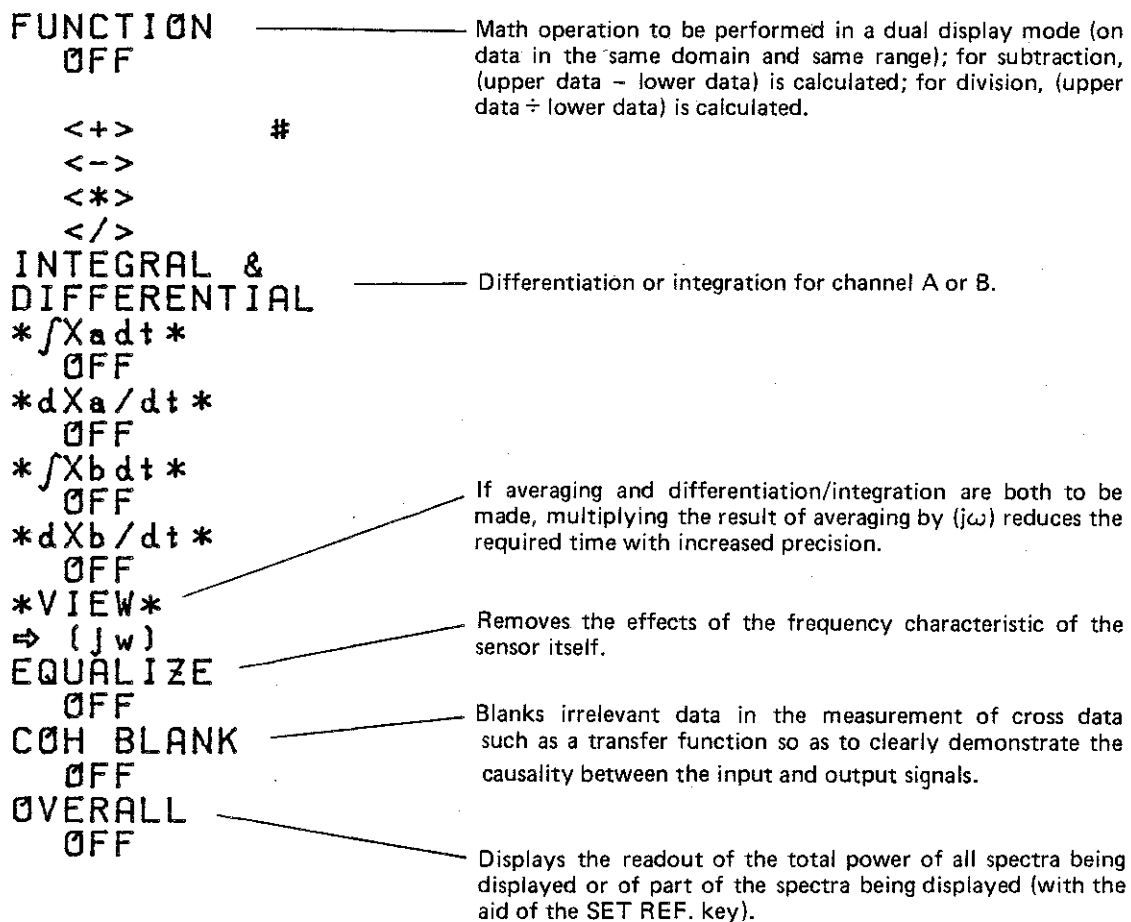 FUNCTION
OFF
Math operation to be performed in a dual display mode (on
data in the same domain and same range); for subtraction,
(upper data – lower data) is calculated; for division, (upper
data ÷ lower data) is calculated.
<+> #
<->
<*>
</>
INTEGRAL &
DIFFERENTIAL
Differentiation or integration for channel A or B.
*∫Xadt*
OFF
*dXa/dt*
OFF
*∫Xbdt*
OFF
*dXb/dt*
OFF
*VIEW*
⇨ (jw)
If averaging and differentiation/integration are both to be
made, multiplying the result of averaging by (jω) reduces the
required time with increased precision.
EQUALIZE
OFF
Removes the effects of the frequency characteristic of the
sensor itself.
COH BLANK
OFF
Blanks irrelevant data in the measurement of cross data
such as a transfer function so as to clearly demonstrate the
causality between the input and output signals.
OVERALL
OFF
Displays the readout of the total power of all spectra being
displayed or of part of the spectra being displayed (with the
aid of the SET REF. key).